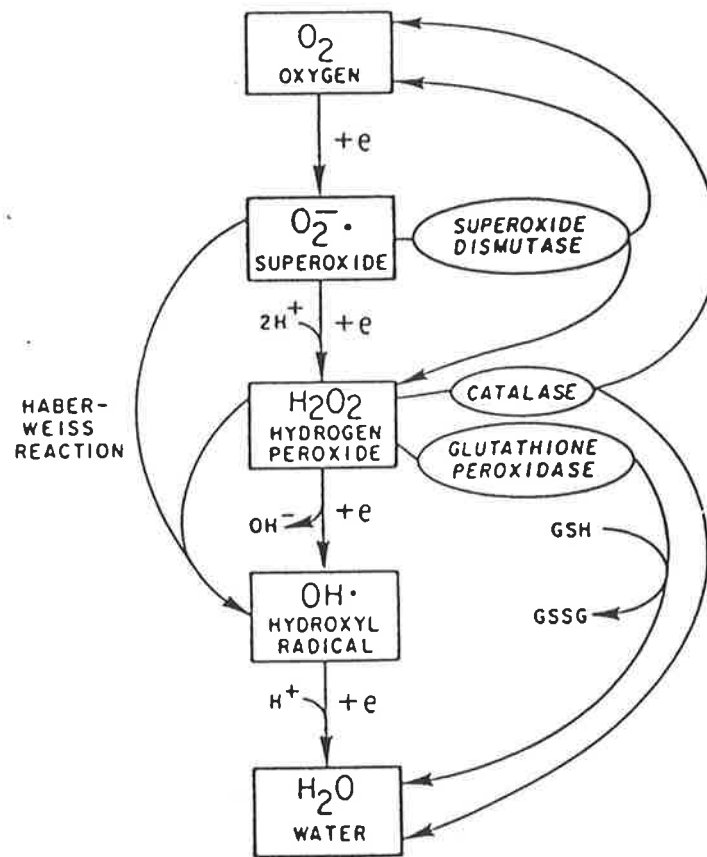 O2
OXYGEN
+e
O2−•
SUPEROXIDE
SUPEROXIDE
DISMUTASE
2H+
+e
HABER-
WEISS
REACTION
H2O2
HYDROGEN
PEROXIDE
CATALASE
GLUTATHIONE
PEROXIDASE
OH−
+e
GSH
OH•
HYDROXYL
RADICAL
GSSG
H+
+e
H2O
WATER